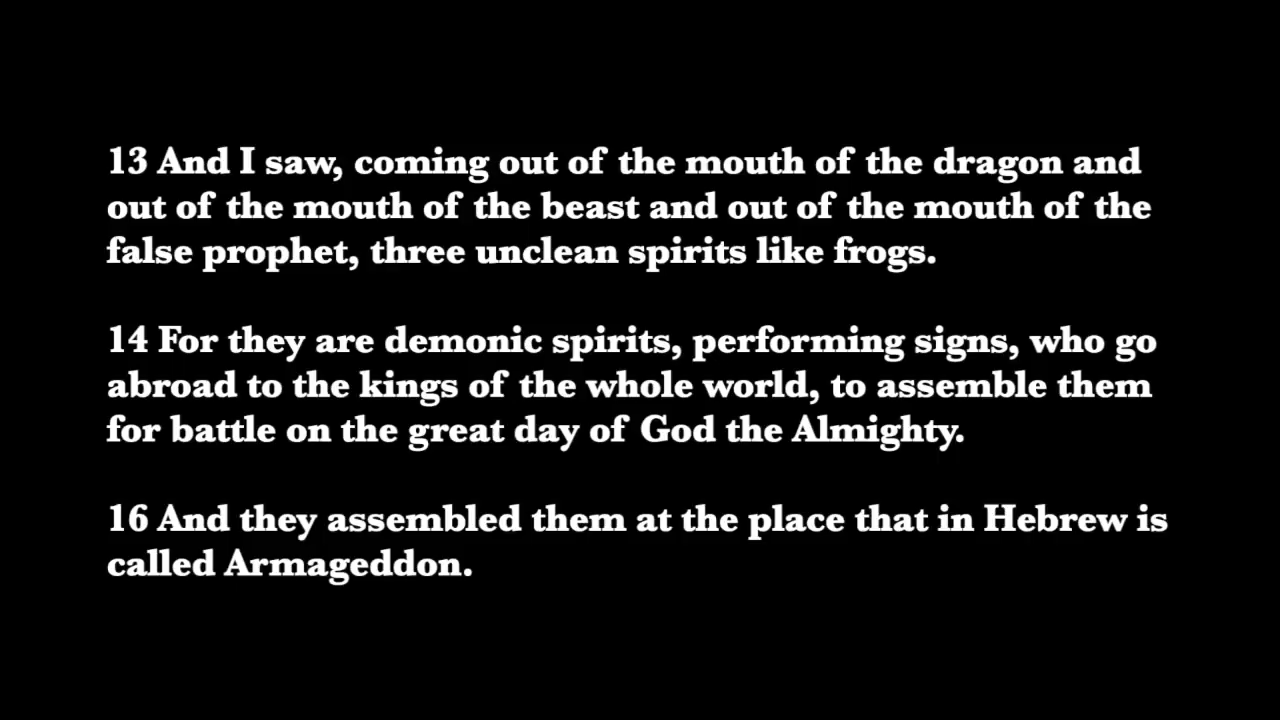 13 And I saw, coming out of the mouth of the dragon and
out of the mouth of the beast and out of the mouth of the
false prophet, three unclean spirits like frogs.
14 For they are demonic spirits, performing signs, who go
abroad to the kings of the whole world, to assemble them
for battle on the great day of God the Almighty.
16 And they assembled them at the place that in Hebrew is
called Armageddon.